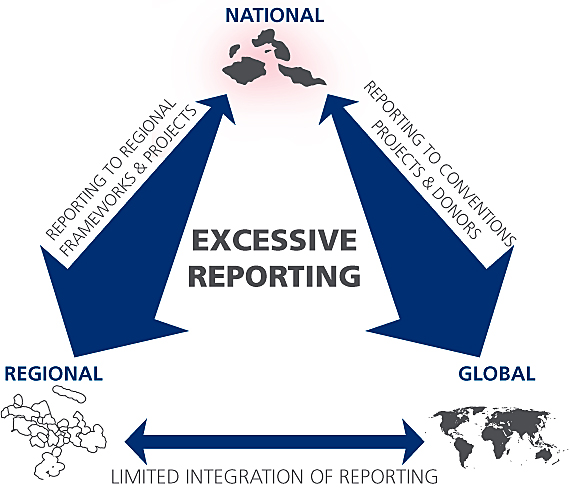 NATIONAL
REPORTING TO REGIONAL
FRAMEWORKS & PROJECTS
REPORTING TO CONVENTIONS
PROJECTS & DONORS
EXCESSIVE
REPORTING
REGIONAL
GLOBAL
LIMITED INTEGRATION OF REPORTING